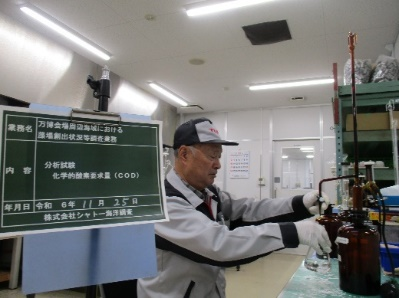 業務名
万博会場周辺海域における
藻場創出状況等調査業務
内容
分析試験
化学的酸素要求量（COD）
年月日 令和 6年 11月 25日
株式会社シャトー海洋調査